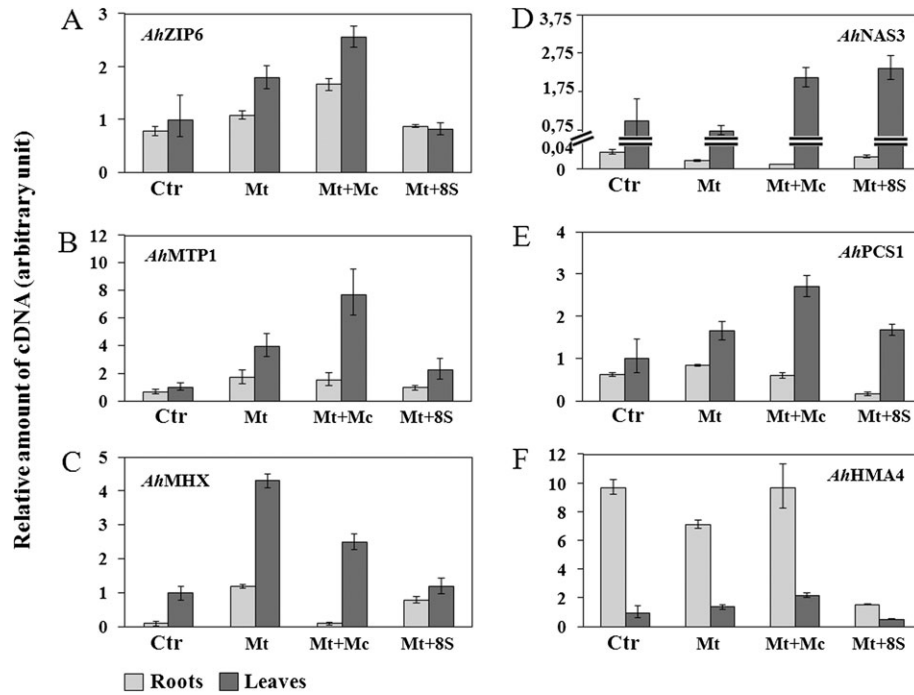 Relative amount of cDNA (arbitrary unit)
A
AhZIP6
3
2
1
0
Ctr Mt Mt+Mc Mt+8S
B
AhMTP1
12
10
8
6
4
2
0
Ctr Mt Mt+Mc Mt+8S
C
AhMHX
5
4
3
2
1
0
Ctr Mt Mt+Mc Mt+8S
D
AhNAS3
3,75
2,75
1,75
0,75
0,04
0
Ctr Mt Mt+Mc Mt+8S
E
AhPCS1
4
3
2
1
0
Ctr Mt Mt+Mc Mt+8S
F
AhHMA4
12
10
8
6
4
2
0
Ctr Mt Mt+Mc Mt+8S
Roots Leaves